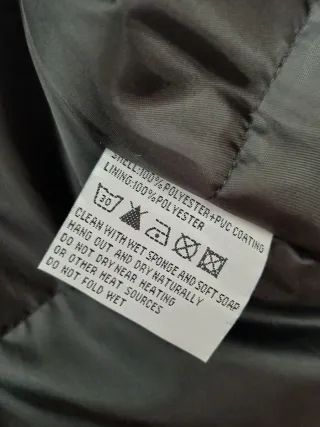 SHELL:100%POLYESTER+PVC COATING
LINING:100%POLYESTER
30
CLEAN WITH WET SPONGE AND SOFT SOAP
HANG OUT AND DRY NATURALLY
DO NOT DRY NEAR HEATING
OR OTHER HEAT SOURCES
DO NOT FOLD WET